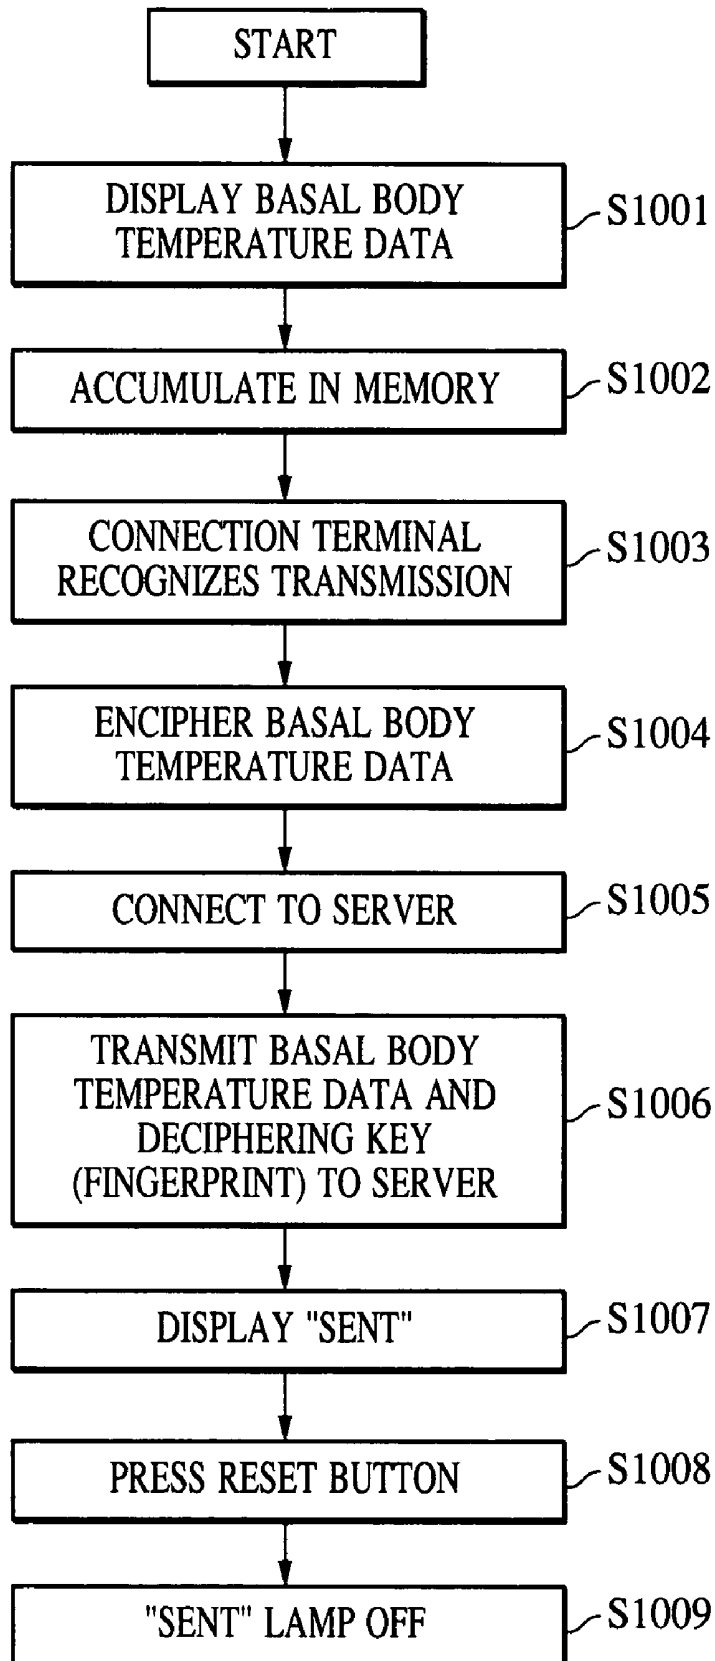 START
DISPLAY BASAL BODY
TEMPERATURE DATA
S1001
ACCUMULATE IN MEMORY
S1002
CONNECTION TERMINAL
RECOGNIZES TRANSMISSION
S1003
ENCIPHER BASAL BODY
TEMPERATURE DATA
S1004
CONNECT TO SERVER
S1005
TRANSMIT BASAL BODY
TEMPERATURE DATA AND
DECIPHERING KEY
(FINGERPRINT) TO SERVER
S1006
DISPLAY "SENT"
S1007
PRESS RESET BUTTON
S1008
"SENT" LAMP OFF
S1009